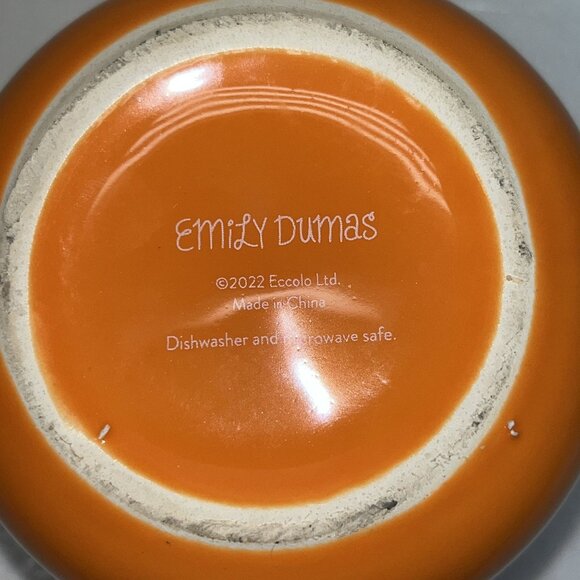 EMiLY DUMAS
©2022 Eccolo Ltd.
Made in China
Dishwasher and microwave safe.